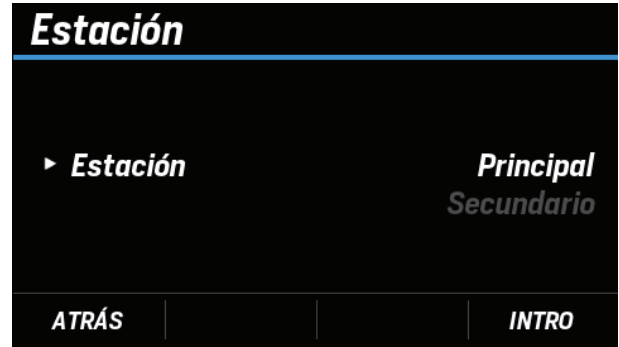 Estación
Estación Principal
Secundario
ATRÁS INTRO